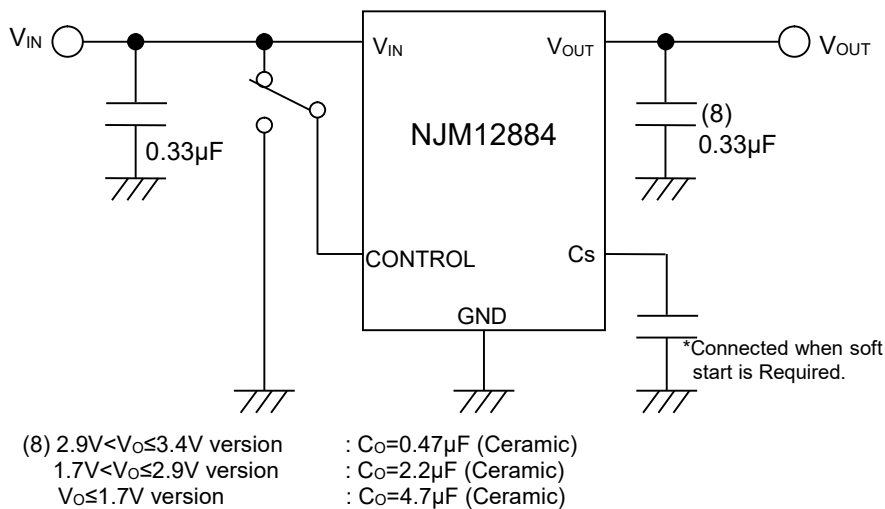 VIN
VIN
VOUT
VOUT
(8)
0.33µF
NJM12884
0.33µF
CONTROL
Cs
GND
*Connected when soft
start is Required.
(8) 2.9V<VO≤3.4V version : CO=0.47µF (Ceramic)
1.7V<VO≤2.9V version : CO=2.2µF (Ceramic)
VO≤1.7V version : CO=4.7µF (Ceramic)